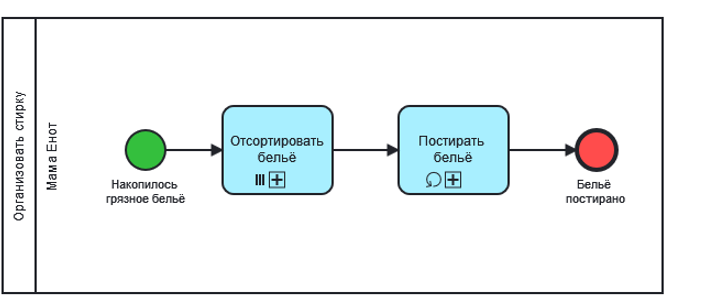 Организовать стирку
Мама Енот
Накопилось
грязное бельё
Отсортировать
бельё
Постирать
бельё
Бельё
постирано